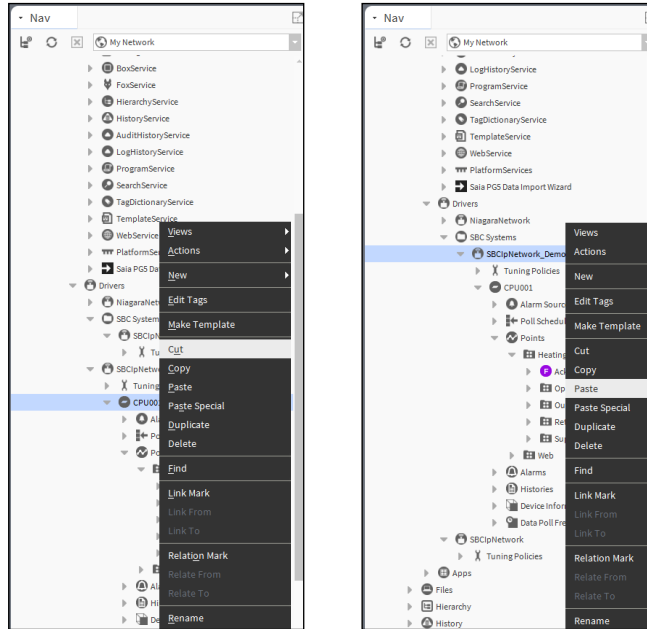 Nav
My Network
BoxService
FoxService
HierarchyService
HistoryService
AuditHistoryService
LogHistoryService
ProgramService
SearchService
TagDictionaryService
TemplateService
WebService
PlatformSer
Saia PG5 Da
Drivers
NiagaraNet
SBC System
SBCIpN
Tu
SBCIpNetw
Tuning
CPU001
Al
Po
Po
Al
Hi
De
Views
Actions
New
Edit Tags
Make Template
Cut
Copy
Paste
Paste Special
Duplicate
Delete
Find
Link Mark
Link From
Link To
Relation Mark
Relate From
Relate To
Rename
Nav
My Network
LogHistoryService
ProgramService
SearchService
TagDictionaryService
TemplateService
WebService
PlatformServices
Saia PG5 Data Import Wizard
Drivers
NiagaraNetwork
SBC Systems
SBCIpNetwork_Demo
Tuning Policies
CPU001
Alarm Sourc
Poll Schedul
Points
Heating
Ack
Op
Ou
Ret
Sup
Web
Alarms
Histories
Device Infor
Data Poll Fre
SBCIpNetwork
Tuning Policies
Apps
Files
Hierarchy
History
Views
Actions
New
Edit Tags
Make Template
Cut
Copy
Paste
Paste Special
Duplicate
Delete
Find
Link Mark
Link From
Link To
Relation Mark
Relate From
Relate To
Rename